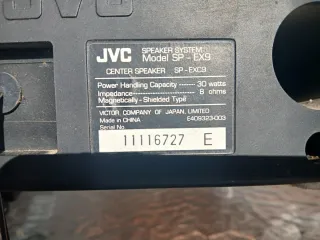 JVC
JVC SPEAKER SYSTEM
Model SP-EX9
CENTER SPEAKER SP-EXC9
Power Handling Capacity ------ 30 watts
Impedance ------------------ 8 ohms
Magnetically-Shielded Type
VICTOR COMPANY OF JAPAN, LIMITED
Made in CHINA E409323-003
Serial No.
11116727 E